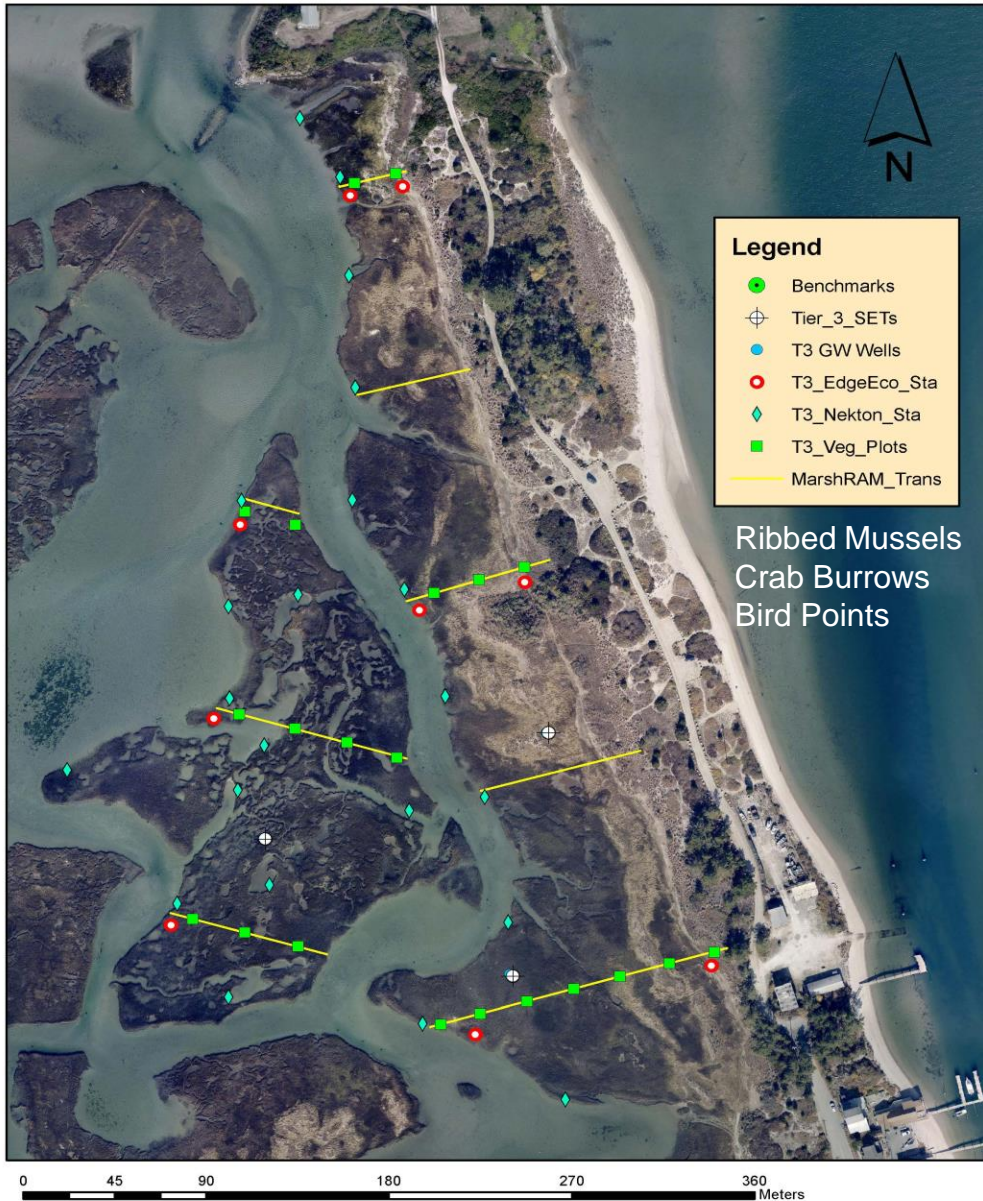 N
Legend
Benchmarks
Tier_3_SETs
T3 GW Wells
T3_EdgeEco_Sta
T3_Nekton_Sta
T3_Veg_Plots
MarshRAM_Trans
Ribbed Mussels
Crab Burrows
Bird Points
0 45 90 180 270 360
Meters